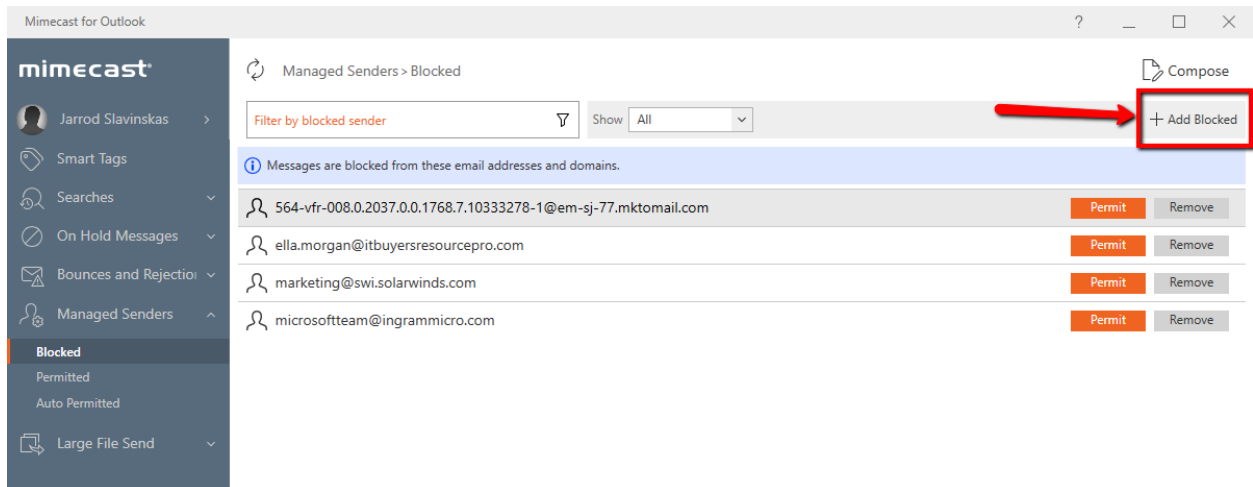 Mimecast for Outlook
?
mimecast
Managed Senders > Blocked
Compose
Jarrod Slavinskas
Filter by blocked sender
Show All
+ Add Blocked
Smart Tags
Messages are blocked from these email addresses and domains.
Searches
564-vfr-008.0.2037.0.0.1768.7.10333278-1@em-sj-77.mktomail.com Permit Remove
On Hold Messages
ella.morgan@itbuyersresourcepro.com Permit Remove
Bounces and Rejectio
marketing@swi.solarwinds.com Permit Remove
Managed Senders
microsoftteam@ingrammicro.com Permit Remove
Blocked
Permitted
Auto Permitted
Large File Send